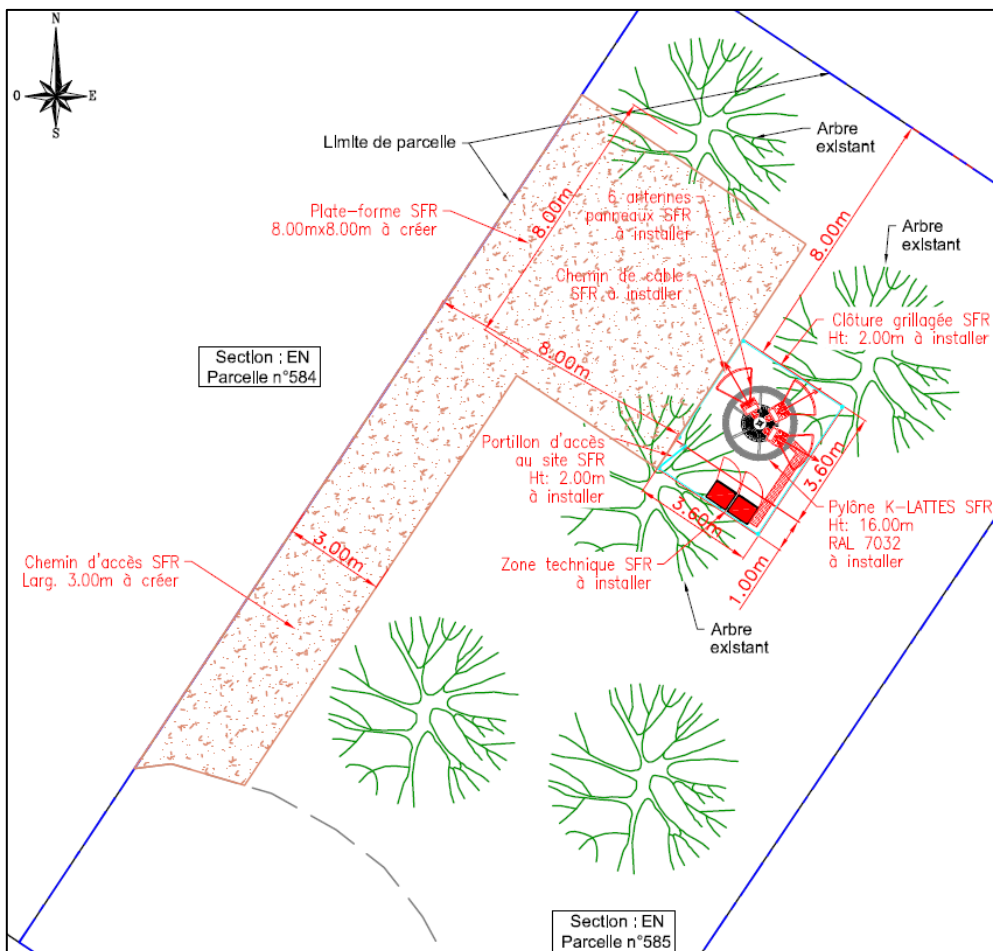 N
O
E
S
Limite de parcelle
Arbre
existant
Plate-forme SFR
8.00mx8.00m à créer
8.00m
6 antennes
panneaux SFR
à installer
Chemin de câble
SFR à installer
8.00m
Arbre
existant
Clôture grillagée SFR
Ht: 2.00m à installer
Section : EN
Parcelle n°584
8.00m
Portillon d'accès
au site SFR
Ht: 2.00m
à installer
3.60m
3.60m
Pylône K-LATTES SFR
Ht: 16.00m
RAL 7032
à installer
3.00m
Chemin d'accès SFR
Larg. 3.00m à créer
Zone technique SFR
à installer
1.00m
Arbre
existant
Section : EN
Parcelle n°585